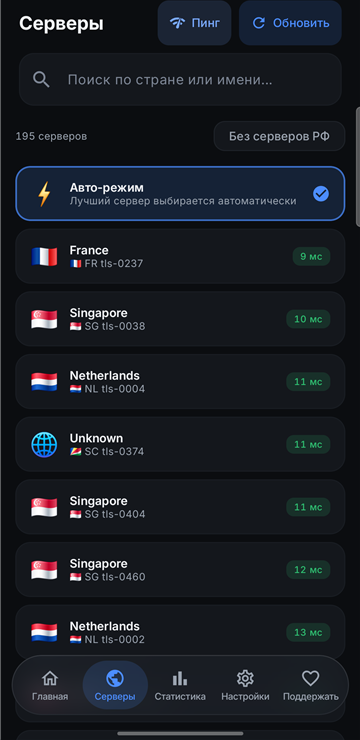 Серверы
Пинг
Обновить
Поиск по стране или имени...
195 серверов
Без серверов РФ
Авто-режим
Лучший сервер выбирается автоматически
France
FR tls-0237
9 мс
Singapore
SG tls-0038
10 мс
Netherlands
NL tls-0004
11 мс
Unknown
SC tls-0374
11 мс
Singapore
SG tls-0404
11 мс
Singapore
SG tls-0460
12 мс
Netherlands
NL tls-0002
13 мс
Главная
Серверы
Статистика
Настройки
Поддержать